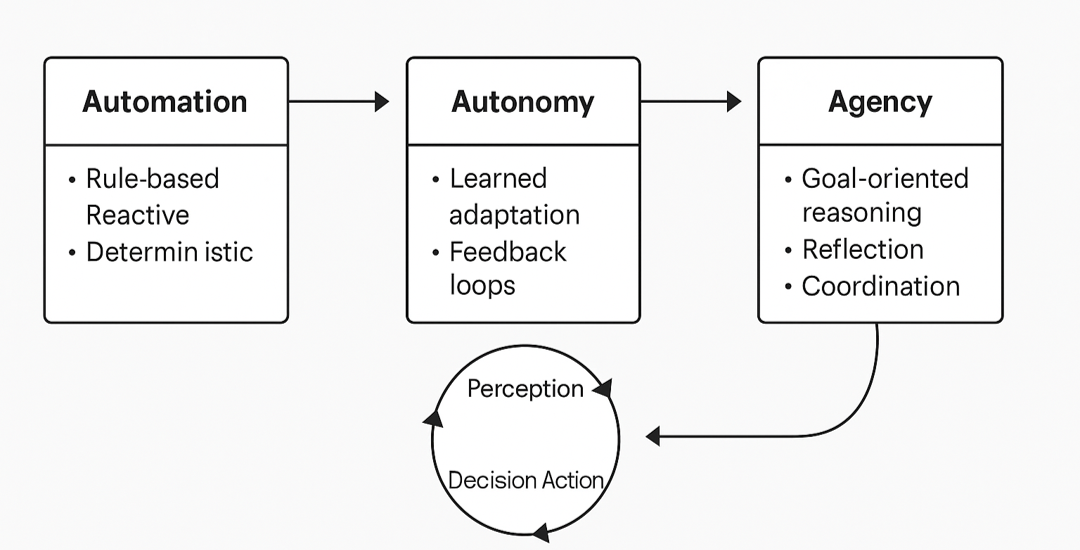 Automation
• Rule-based
Reactive
• Determin istic
Autonomy
• Learned
adaptation
• Feedback
loops
Agency
• Goal-oriented
reasoning
• Reflection
• Coordination
Perception
Decision Action